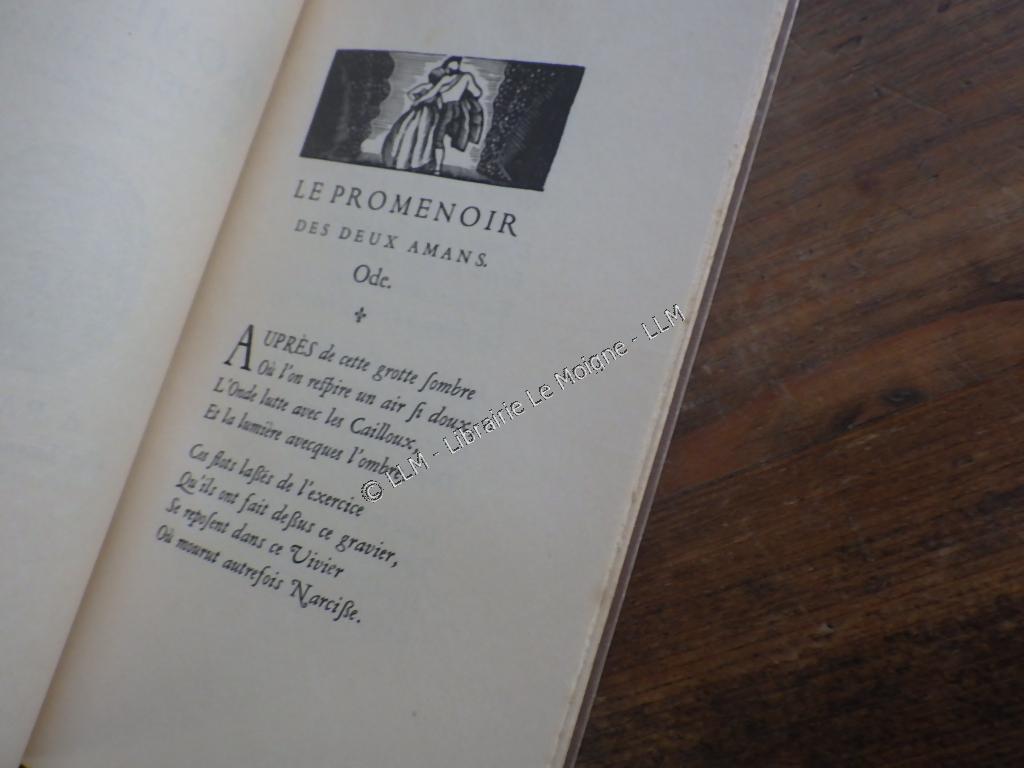 LE PROMENOIR
DES DEUX AMANS.
Ode.
AUPRÈS de cette grotte ſombre
Où l'on reſpire un air ſi doux,
L'Onde lutte avec les Cailloux,
Et la lumière avecques l'ombre.
Ces flots laßés de l'exercice
Qu'ils ont fait deßus ce gravier,
Se repoſent dans ce Vivier
Où mourut autrefois Narciße.
© LLM - Librairie Le Moigne - LLM